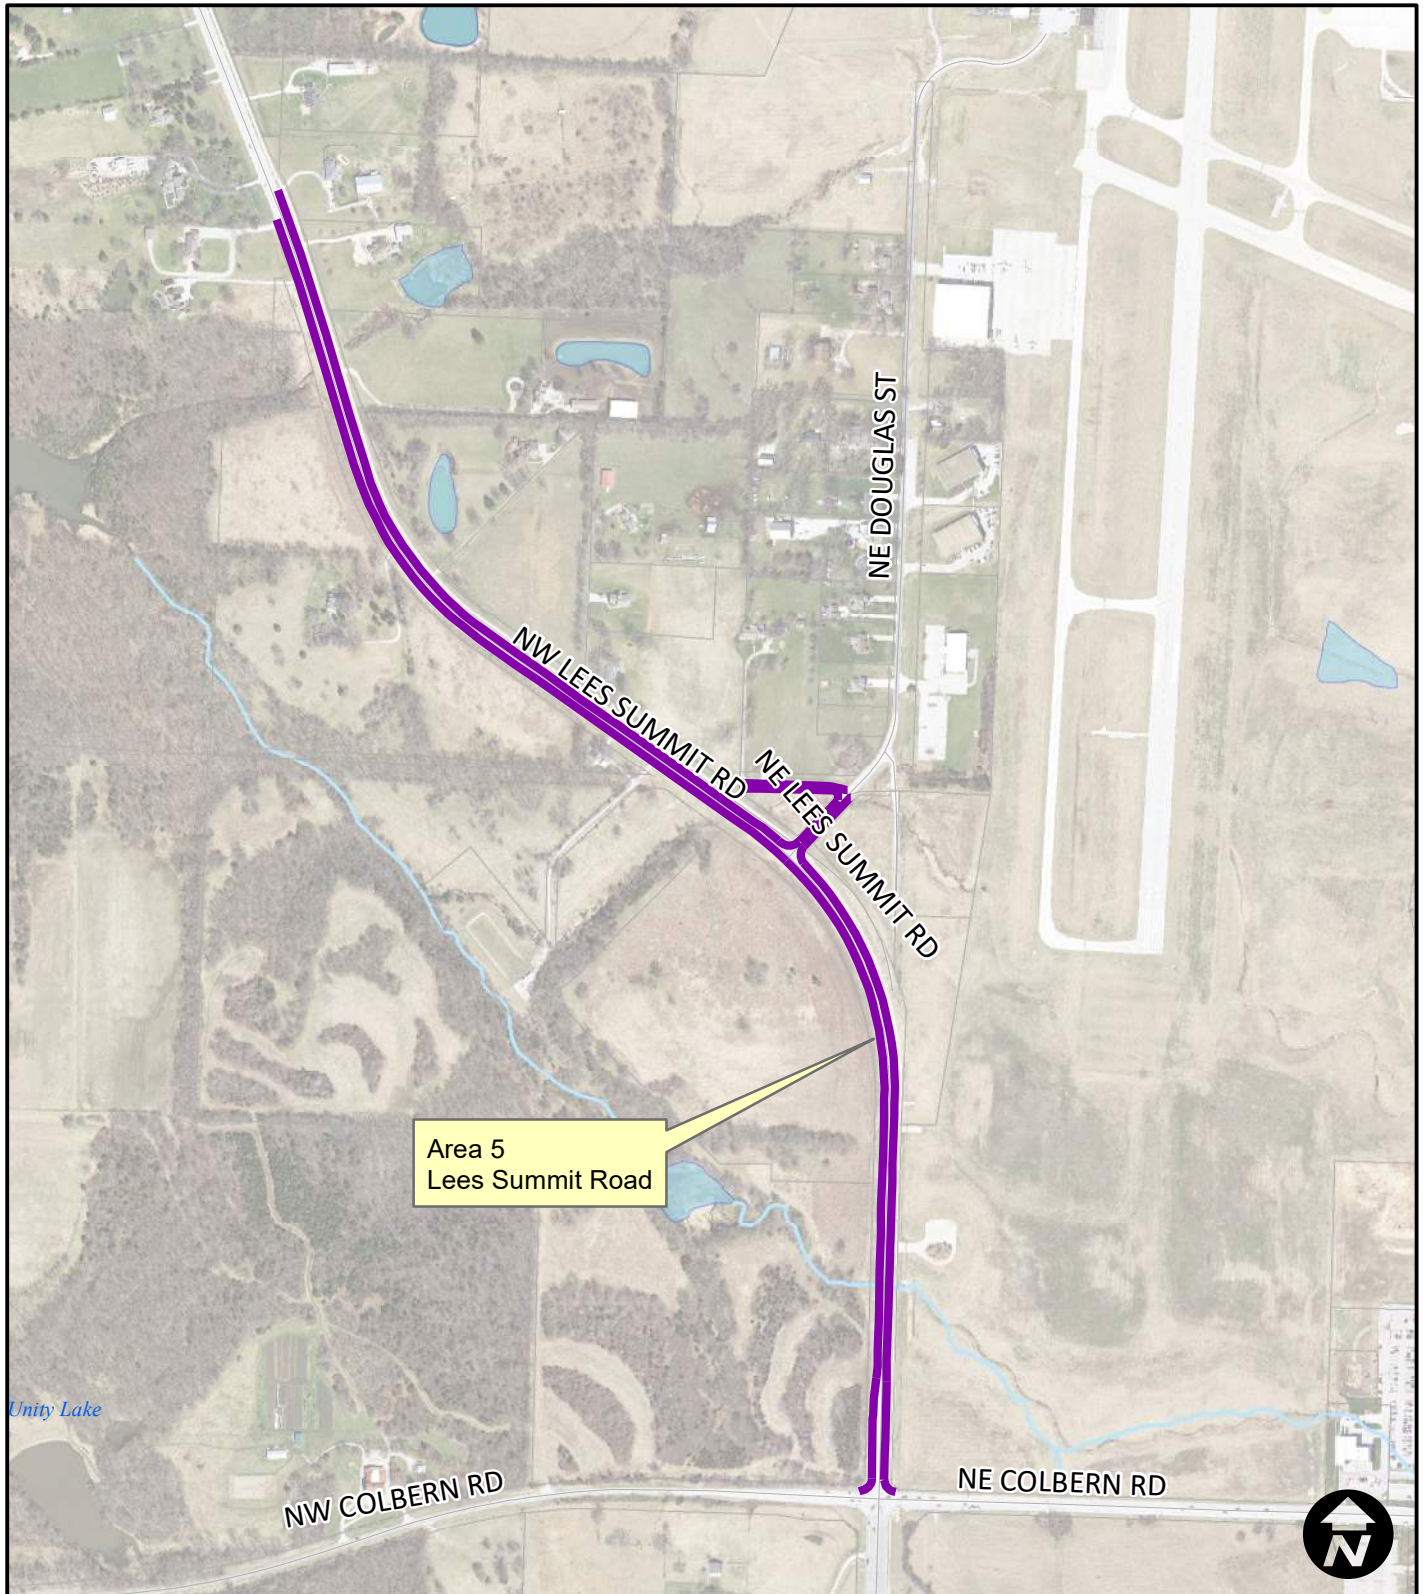 NE DOUGLAS ST
NW LEES SUMMIT RD
NE LEES SUMMIT RD
Area 5
Lees Summit Road
Unity Lake
NW COLBERN RD
NE COLBERN RD
N